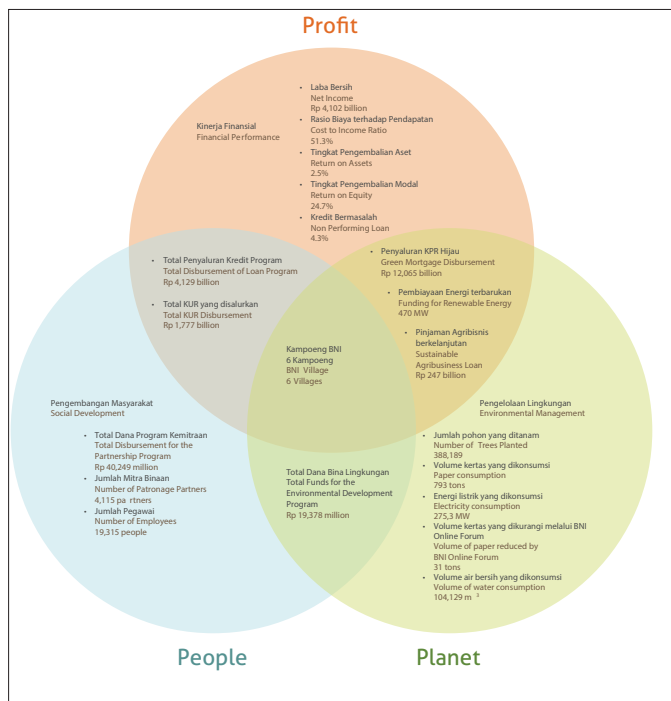 Profit
• Laba Bersih
Net Income
Rp 4,102 billion
• Rasio Biaya terhadap Pendapatan
Cost to Income Ratio
51.3%
• Tingkat Pengembalian Aset
Return on Assets
2.5%
• Tingkat Pengembalian Modal
Return on Equity
24.7%
• Kredit Bermasalah
Non Performing Loan
4.3%
Kinerja Finansial
Financial Performance
• Total Penyaluran Kredit Program
Total Disbursement of Loan Program
Rp 4,129 billion
• Total KUR yang disalurkan
Total KUR Disbursement
Rp 1,777 billion
• Penyaluran KPR Hijau
Green Mortgage Disbursement
Rp 12,065 billion
• Pembiayaan Energi terbarukan
Funding for Renewable Energy
470 MW
• Pinjaman Agribisnis
berkelanjutan
Sustainable
Agribusiness Loan
Rp 247 billion
Kampoeng BNI
6 Kampoeng
BNI Village
6 Villages
Pengembangan Masyarakat
Social Development
• Total Dana Program Kemitraan
Total Disbursement for the
Partnership Program
Rp 40,249 million
• Jumlah Mitra Binaan
Number of Patronage Partners
4,115 pa rtners
• Jumlah Pegawai
Number of Employees
19,315 people
Total Dana Bina Lingkungan
Total Funds for the
Environmental Development
Program
Rp 19,378 million
Pengelolaan Lingkungan
Environmental Management
• Jumlah pohon yang ditanam
Number of Trees Planted
388,189
• Volume kertas yang dikonsumsi
Paper consumption
793 tons
• Energi listrik yang dikonsumsi
Electricity consumption
275,3 MW
• Volume kertas yang dikurangi melalui BNI
Online Forum
Volume of paper reduced by
BNI Online Forum
31 tons
• Volume air bersih yang dikonsumsi
Volume of water consumption
104,129 m ³
People
Planet